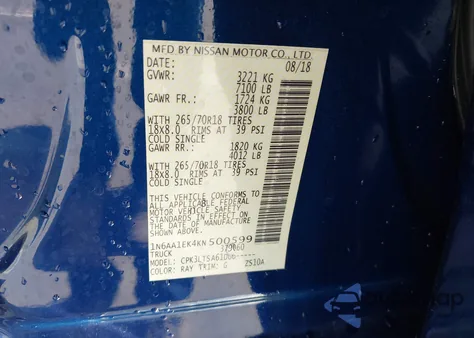 MFD BY NISSAN MOTOR CO., LTD.
DATE: 08/18
GVWR: 3221 KG
7100 LB
GAWR FR.: 1724 KG
3800 LB
WITH 265/70R18 TIRES
18x8.0 RIMS AT 39 PSI
COLD SINGLE
GAWR RR.: 1820 KG
4012 LB
WITH 265/70R18 TIRES
18x8.0 RIMS AT 39 PSI
COLD SINGLE
THIS VEHICLE CONFORMS TO
ALL APPLICABLE FEDERAL
MOTOR VEHICLE SAFETY
STANDARDS IN EFFECT ON
THE DATE OF MANUFACTURE
SHOWN ABOVE.
1N6AA1EK4KN500599
TRUCK
MODEL:
COLOR: RAY TRIM: G